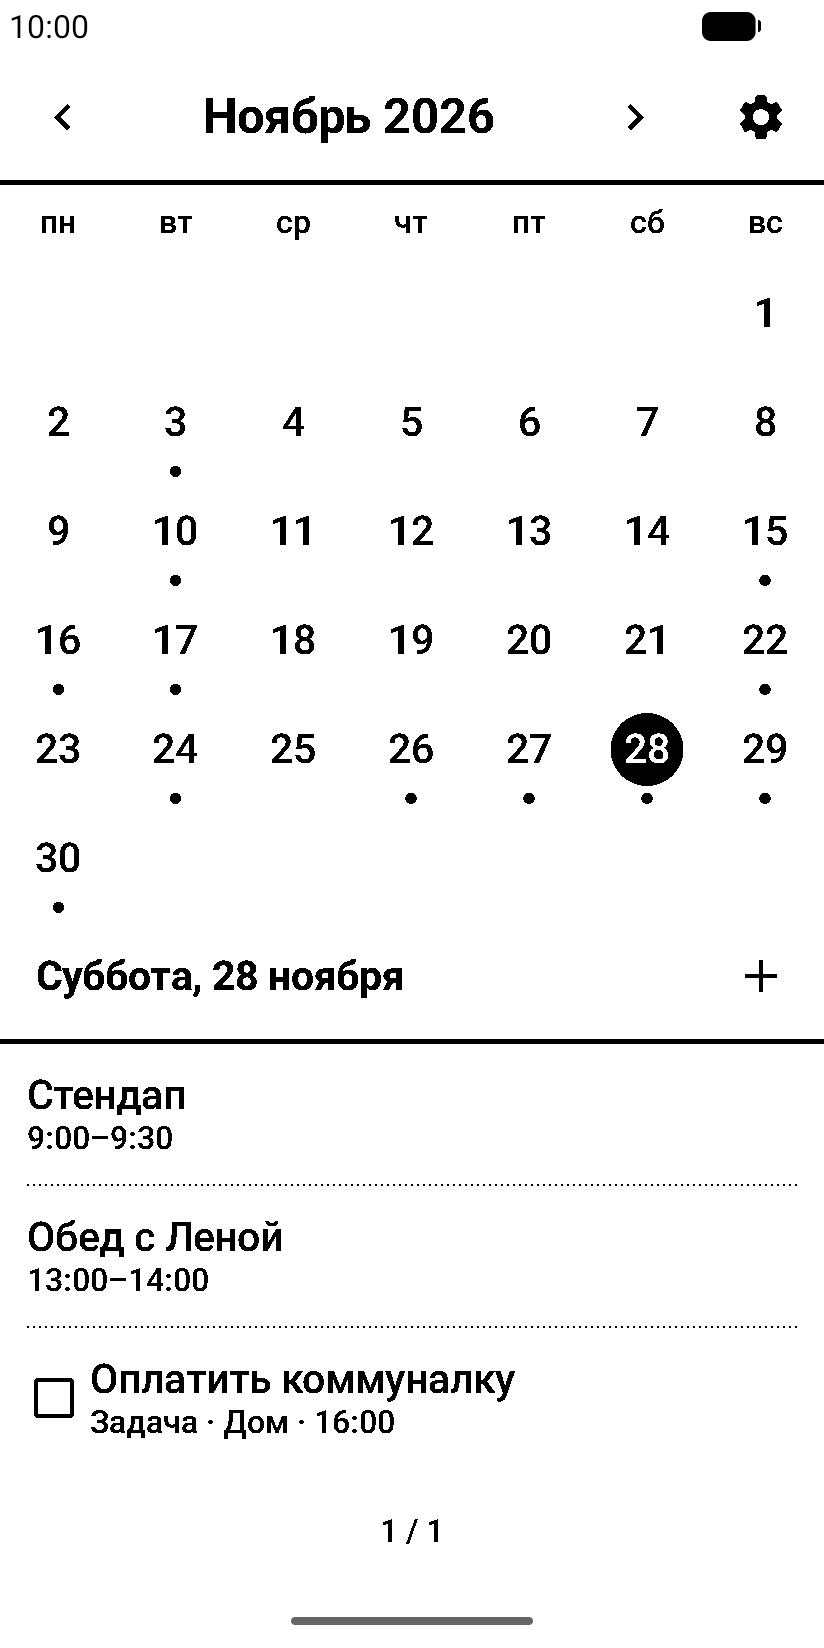 10:00
Ноябрь 2026
пн вт ср чт пт сб вс
1
2 3 4 5 6 7 8
9 10 11 12 13 14 15
16 17 18 19 20 21 22
23 24 25 26 27 28 29
30
Суббота, 28 ноября
Стендап
9:00–9:30
Обед с Леной
13:00–14:00
Оплатить коммуналку
Задача · Дом · 16:00
1 / 1